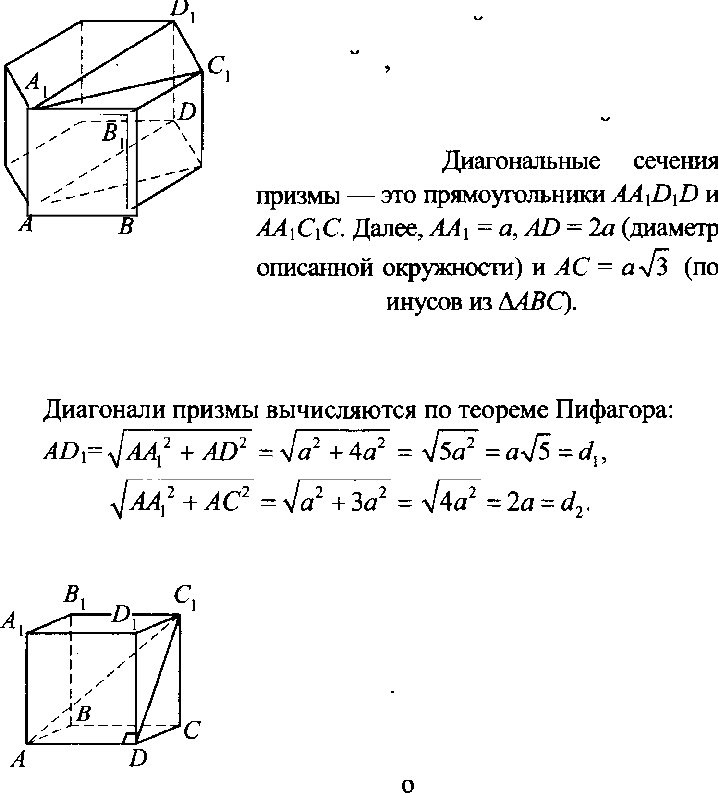 D₁
C₁
A₁
D
B₁
A B
Диагональные сечения
призмы — это прямоугольники AA₁D₁D и
AA₁C₁C. Далее, AA₁ = a, AD = 2a (диаметр
описанной окружности) и AC = a√3 (по
инусов из ΔABC).
Диагонали призмы вычисляются по теореме Пифагора:
AD₁=√(AA₁² + AD²) = √(a² + 4a²) = √(5a²) = a√5 = d₁,
√(AA₁² + AC²) = √(a² + 3a²) = √(4a²) = 2a = d₂.
B₁ C₁
A₁ D₁
B C
A D
о